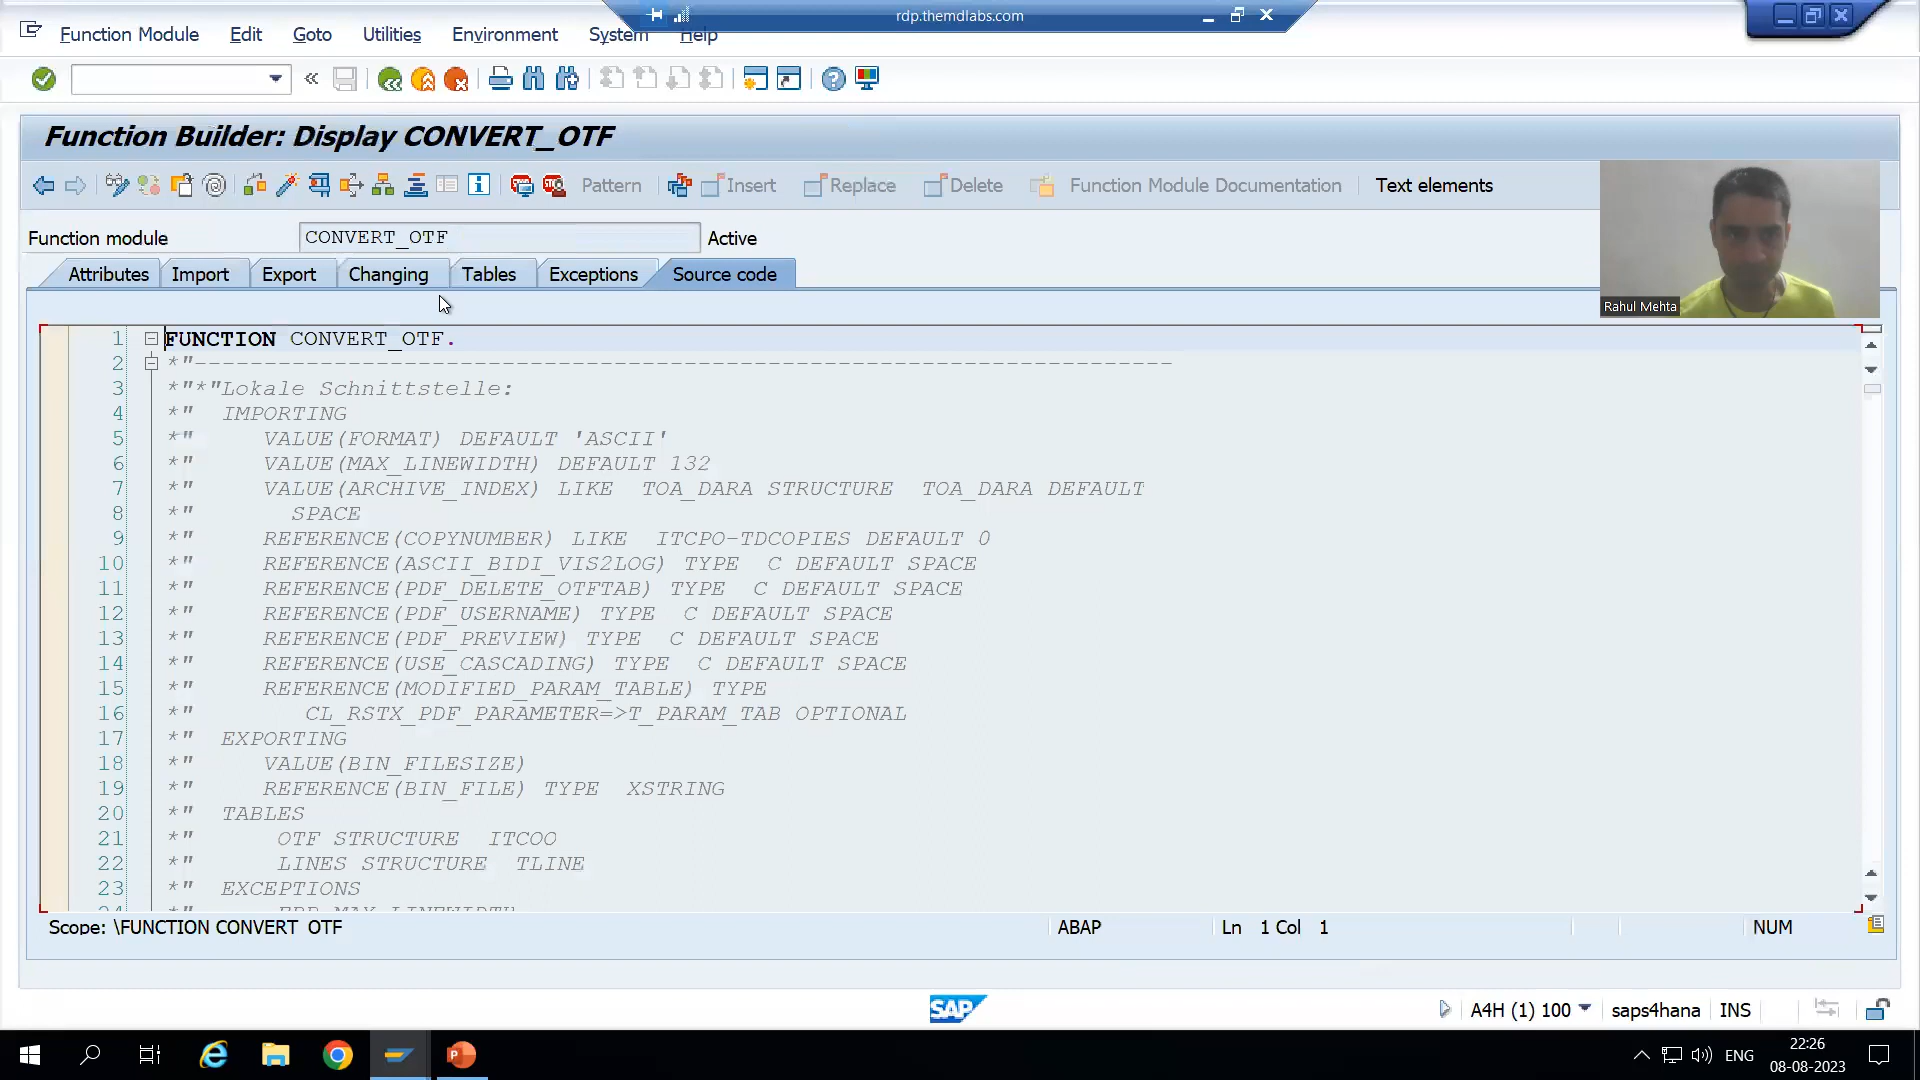 rdp.themdlabs.com
Function Module Edit Goto Utilities Environment System Help
Function Builder: Display CONVERT_OTF
Pattern Insert Replace Delete Function Module Documentation Text elements
Function module CONVERT_OTF Active
Attributes Import Export Changing Tables Exceptions Source code
Rahul Mehta
1 FUNCTION CONVERT_OTF.
2 *"----------------------------------------------------------------------
3 *"*"Lokale Schnittstelle:
4 *" IMPORTING
5 *" VALUE(FORMAT) DEFAULT 'ASCII'
6 *" VALUE(MAX_LINEWIDTH) DEFAULT 132
7 *" VALUE(ARCHIVE_INDEX) LIKE TOA_DARA STRUCTURE TOA_DARA DEFAULT
8 *" SPACE
9 *" REFERENCE(COPYNUMBER) LIKE ITCPO-TDCOPIES DEFAULT 0
10 *" REFERENCE(ASCII_BIDI_VIS2LOG) TYPE C DEFAULT SPACE
11 *" REFERENCE(PDF_DELETE_OTFTAB) TYPE C DEFAULT SPACE
12 *" REFERENCE(PDF_USERNAME) TYPE C DEFAULT SPACE
13 *" REFERENCE(PDF_PREVIEW) TYPE C DEFAULT SPACE
14 *" REFERENCE(USE_CASCADING) TYPE C DEFAULT SPACE
15 *" REFERENCE(MODIFIED_PARAM_TABLE) TYPE
16 *" CL_RSTX_PDF_PARAMETER=>T_PARAM_TAB OPTIONAL
17 *" EXPORTING
18 *" VALUE(BIN_FILESIZE)
19 *" REFERENCE(BIN_FILE) TYPE XSTRING
20 *" TABLES
21 *" OTF STRUCTURE ITCOO
22 *" LINES STRUCTURE TLINE
23 *" EXCEPTIONS
Scope: \FUNCTION CONVERT_OTF ABAP Ln 1 Col 1 NUM
SAP A4H (1) 100 saps4hana INS
ENG 22:26
08-08-2023